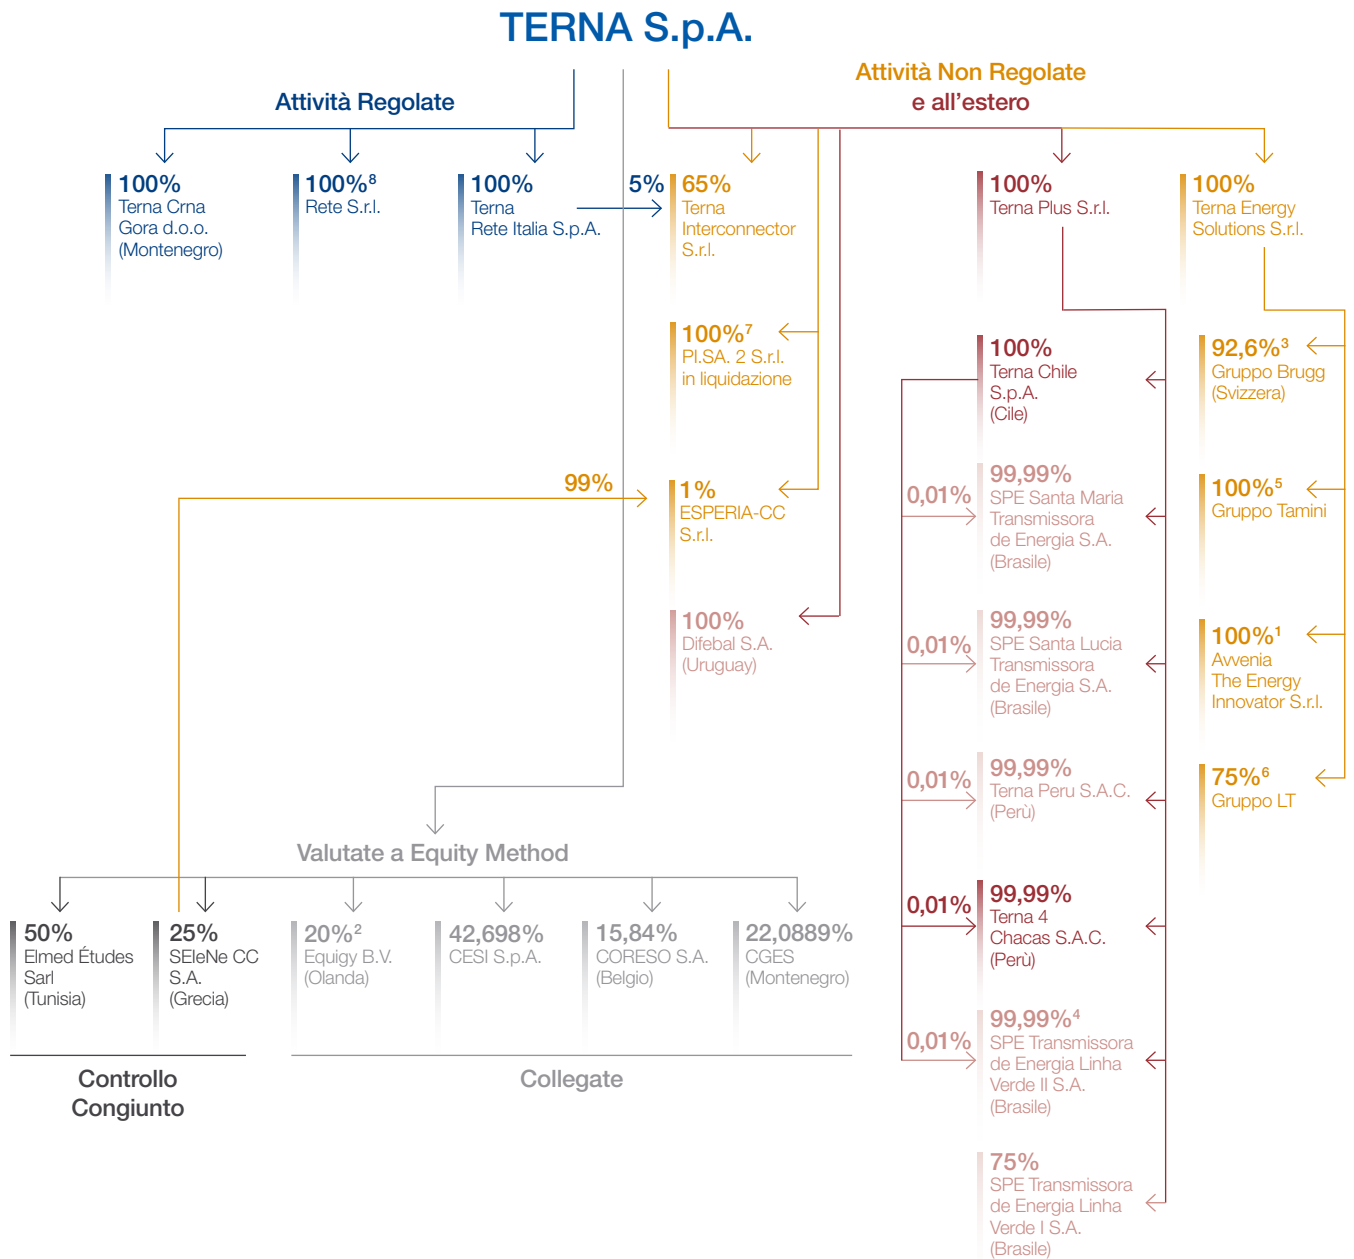 TERNA S.p.A.
Attività Regolate
Attività Non Regolate
e all'estero
100%
Terna Crna
Gora d.o.o.
(Montenegro)
100%⁸
Rete S.r.l.
100%
Terna
Rete Italia S.p.A.
5%
65%
Terna
Interconnector
S.r.l.
100%
Terna Plus S.r.l.
100%
Terna Energy
Solutions S.r.l.
100%⁷
PI.SA. 2 S.r.l.
in liquidazione
99%
1%
ESPERIA-CC
S.r.l.
100%
Difebal S.A.
(Uruguay)
100%
Terna Chile
S.p.A.
(Cile)
0,01%
99,99%
SPE Santa Maria
Transmissora
de Energia S.A.
(Brasile)
0,01%
99,99%
SPE Santa Lucia
Transmissora
de Energia S.A.
(Brasile)
0,01%
99,99%
Terna Peru S.A.C.
(Perù)
0,01%
99,99%
Terna 4
Chacas S.A.C.
(Perù)
0,01%
99,99%⁴
SPE Transmissora
de Energia Linha
Verde II S.A.
(Brasile)
75%
SPE Transmissora
de Energia Linha
Verde I S.A.
(Brasile)
92,6%³
Gruppo Brugg
(Svizzera)
100%⁵
Gruppo Tamini
100%¹
Avvenia
The Energy
Innovator S.r.l.
75%⁶
Gruppo LT
Valutate a Equity Method
50%
Elmed Études
Sarl
(Tunisia)
25%
SEleNe CC
S.A.
(Grecia)
20%²
Equigy B.V.
(Olanda)
42,698%
CESI S.p.A.
15,84%
CORESO S.A.
(Belgio)
22,0889%
CGES
(Montenegro)
Controllo
Congiunto
Collegate